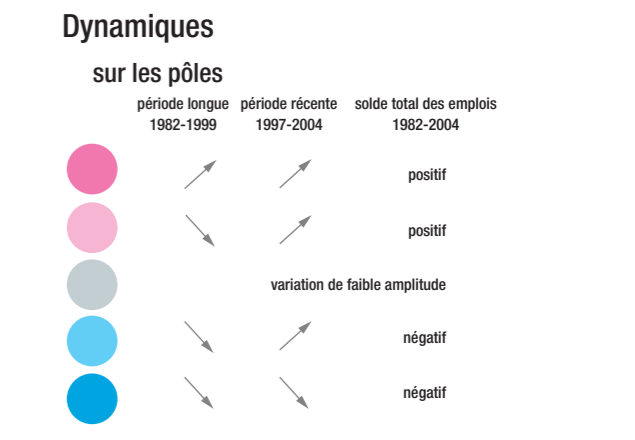 Dynamiques
sur les pôles
période longue période récente solde total des emplois
1982-1999 1997-2004 1982-2004
positif
positif
variation de faible amplitude
négatif
négatif